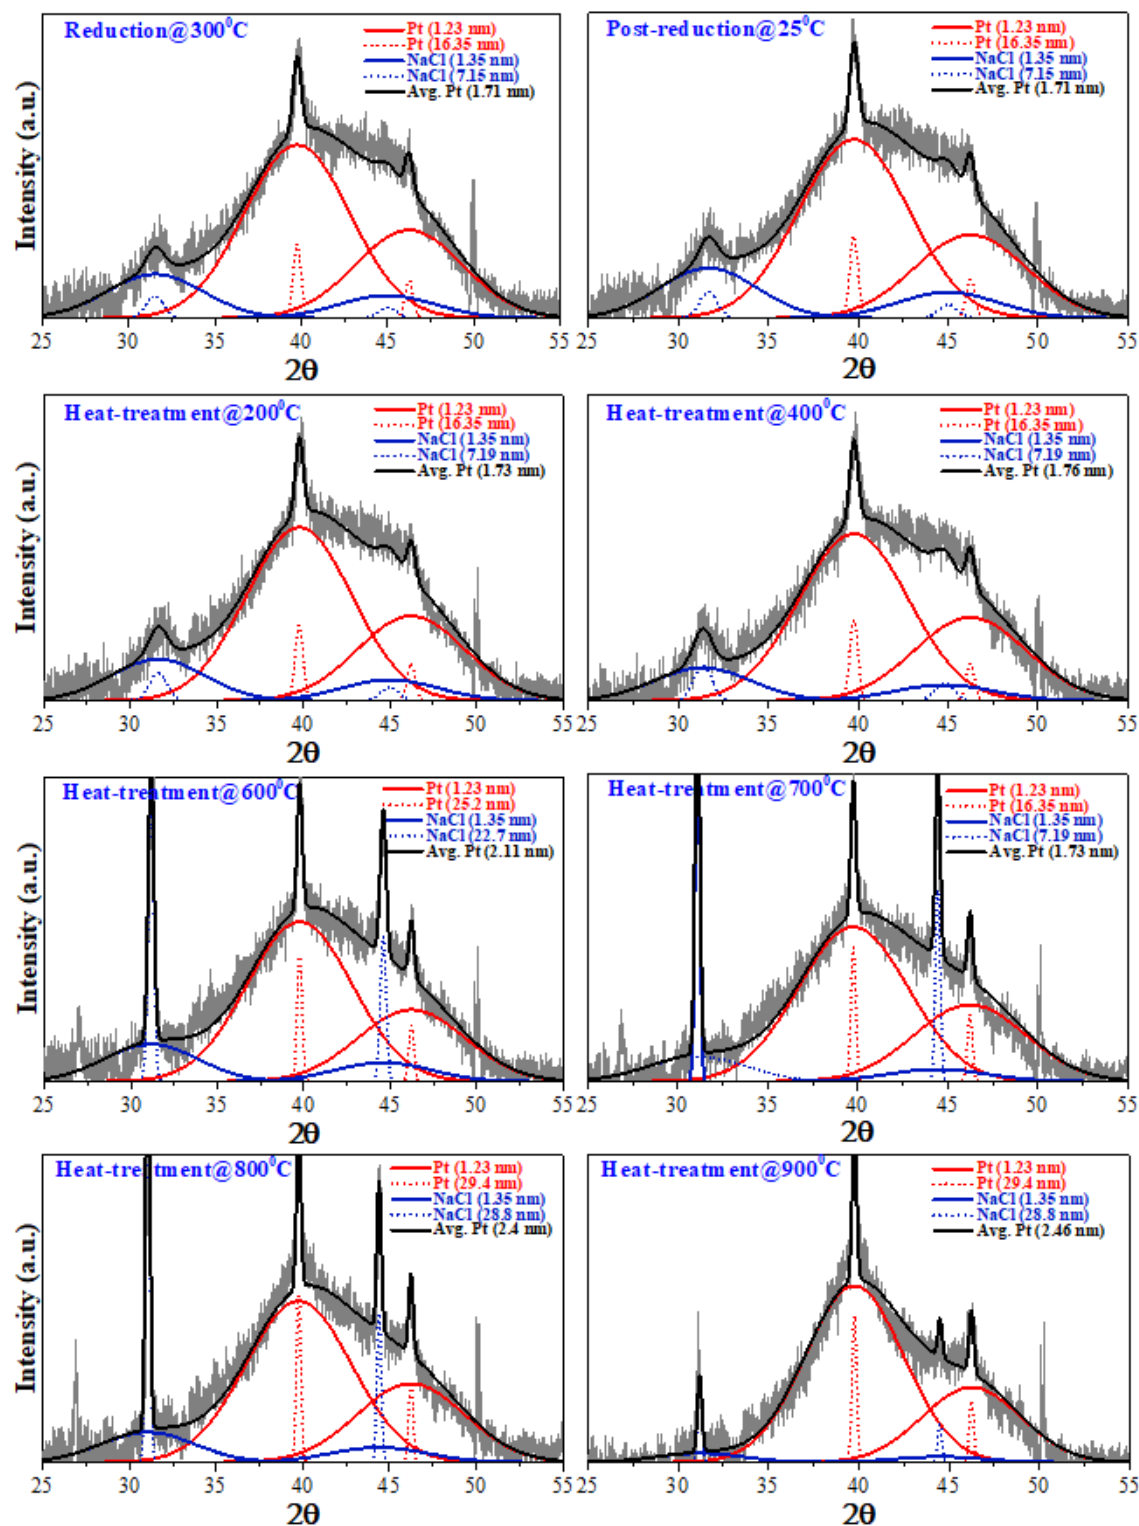 Reduction@300⁰C
Pt (1.23 nm)
Pt (16.35 nm)
NaCl (1.35 nm)
NaCl (7.15 nm)
Avg. Pt (1.71 nm)
Intensity (a.u.)
25 30 35 40 45 50 55
2θ
Post-reduction@25⁰C
Pt (1.23 nm)
Pt (16.35 nm)
NaCl (1.35 nm)
NaCl (7.15 nm)
Avg. Pt (1.71 nm)
25 30 35 40 45 50 55
2θ
Heat-treatment@200⁰C
Pt (1.23 nm)
Pt (16.35 nm)
NaCl (1.35 nm)
NaCl (7.19 nm)
Avg. Pt (1.73 nm)
Intensity (a.u.)
25 30 35 40 45 50 55
2θ
Heat-treatment@400⁰C
Pt (1.23 nm)
Pt (16.35 nm)
NaCl (1.35 nm)
NaCl (7.19 nm)
Avg. Pt (1.76 nm)
25 30 35 40 45 50 55
2θ
Heat-treatment@600⁰C
Pt (1.23 nm)
Pt (25.2 nm)
NaCl (1.35 nm)
NaCl (22.7 nm)
Avg. Pt (2.11 nm)
Intensity (a.u.)
25 30 35 40 45 50 55
2θ
Heat-treatment@700⁰C
Pt (1.23 nm)
Pt (16.35 nm)
NaCl (1.35 nm)
NaCl (7.19 nm)
Avg. Pt (1.73 nm)
25 30 35 40 45 50 55
2θ
Heat-treatment@800⁰C
Pt (1.23 nm)
Pt (29.4 nm)
NaCl (1.35 nm)
NaCl (28.8 nm)
Avg. Pt (2.4 nm)
Intensity (a.u.)
25 30 35 40 45 50 55
2θ
Heat-treatment@900⁰C
Pt (1.23 nm)
Pt (29.4 nm)
NaCl (1.35 nm)
NaCl (28.8 nm)
Avg. Pt (2.46 nm)
25 30 35 40 45 50 55
2θ